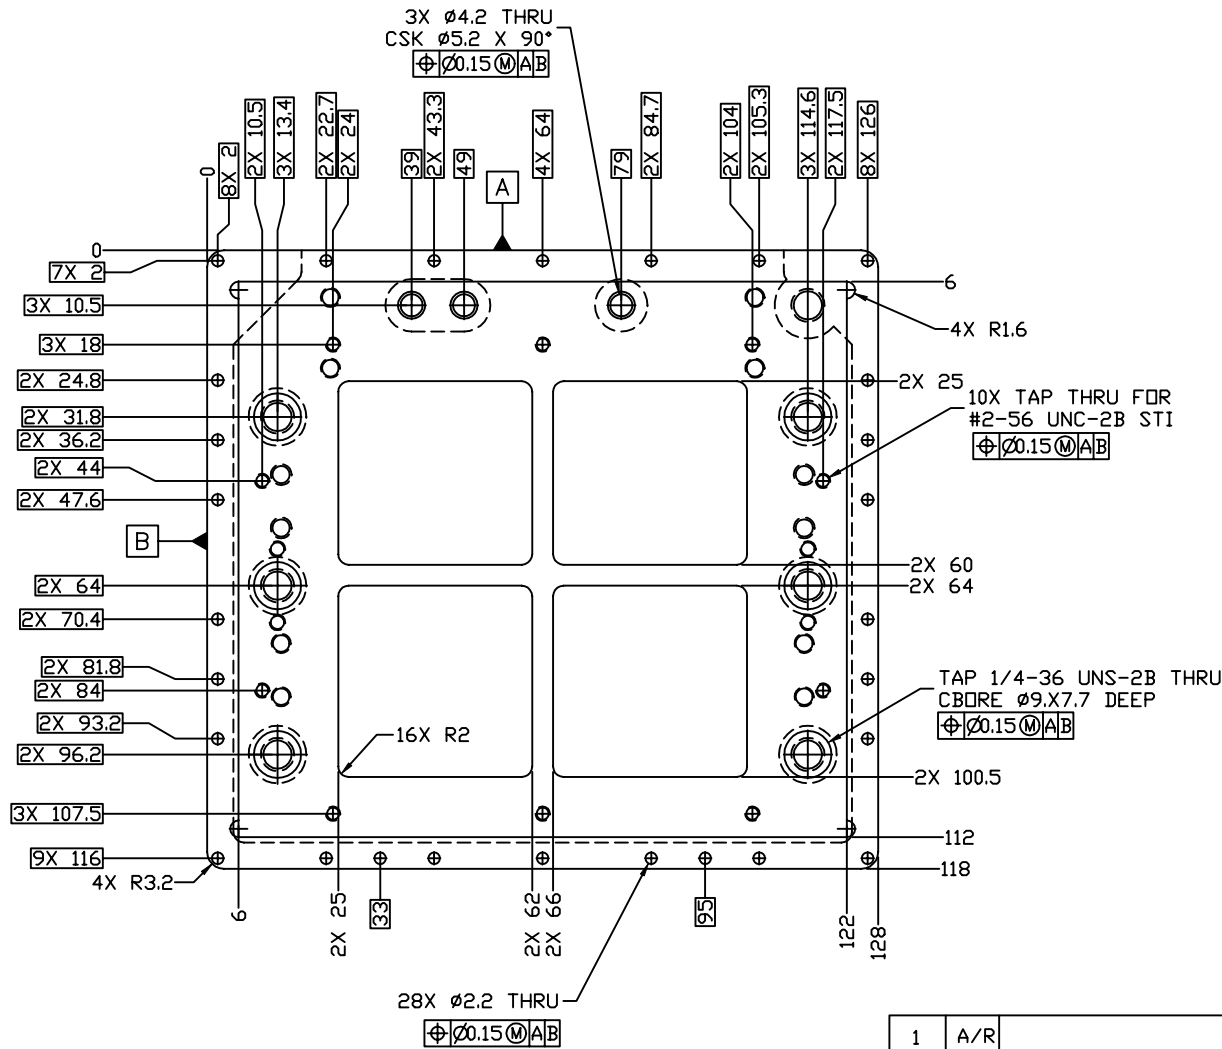 3X ø4.2 THRU
CSK ø5.2 X 90°
⌖ Ø0.15 Ⓜ A B
0
8X 2
2X 10.5
3X 13.4
2X 22.7
2X 24
39
2X 43.3
49
4X 64
79
2X 84.7
2X 104
2X 105.3
3X 114.6
2X 117.5
8X 126
A
0
7X 2
3X 10.5
3X 18
2X 24.8
2X 31.8
2X 36.2
2X 44
2X 47.6
B
2X 64
2X 70.4
2X 81.8
2X 84
2X 93.2
2X 96.2
3X 107.5
9X 116
4X R3.2
6
4X R1.6
2X 25
10X TAP THRU FOR
#2-56 UNC-2B STI
⌖ Ø0.15 Ⓜ A B
2X 60
2X 64
TAP 1/4-36 UNS-2B THRU
CBORE ø9.X7.7 DEEP
⌖ Ø0.15 Ⓜ A B
16X R2
2X 100.5
112
118
6
2X 25
33
2X 62
2X 66
95
122
128
28X ø2.2 THRU
⌖ Ø0.15 Ⓜ A B
1 A/R